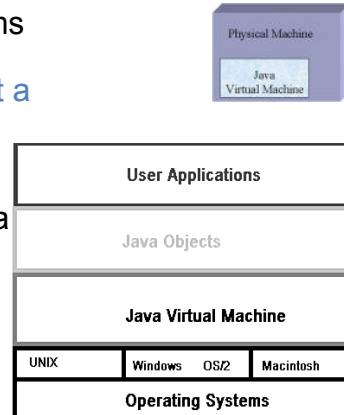 ns
Physical Machine
t a
Java
Virtual Machine
User Applications
a
Java Objects
Java Virtual Machine
UNIX Windows OS/2 Macintosh
Operating Systems